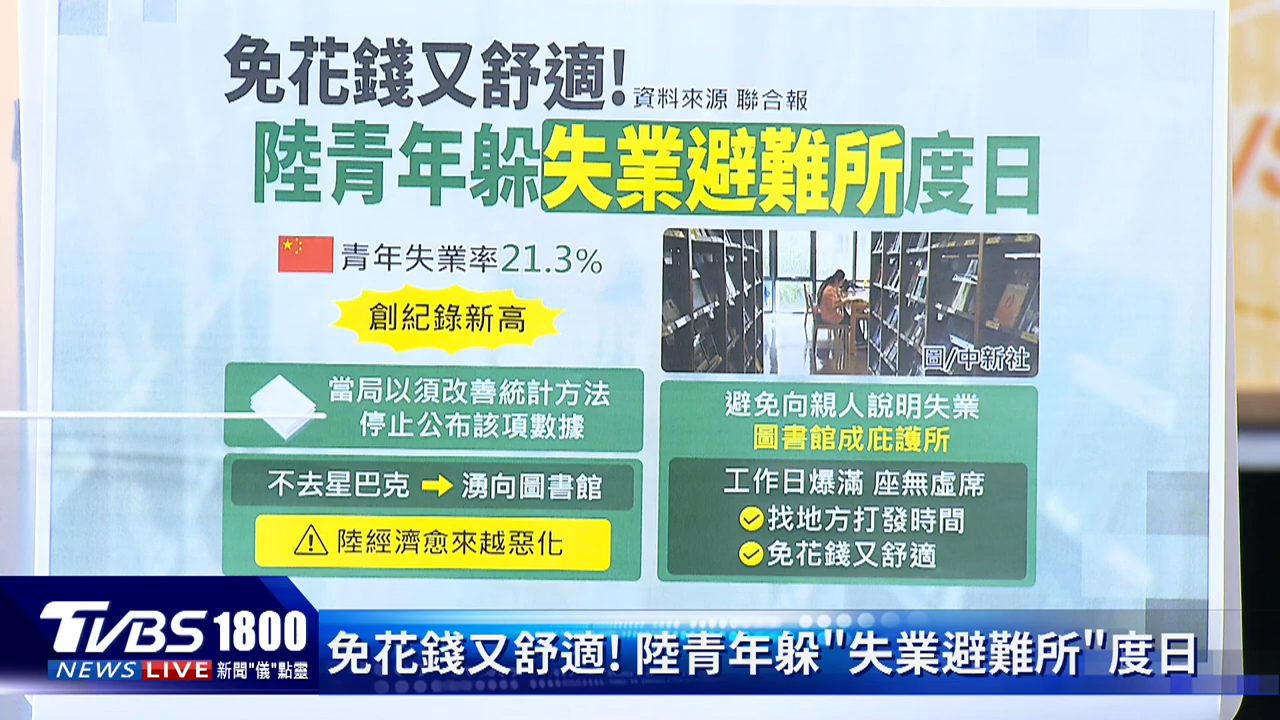 免花錢又舒適!
資料來源 聯合報
陸青年躲失業避難所度日
青年失業率21.3%
創紀錄新高
圖/中新社
當局以須改善統計方法
停止公布該項數據
不去星巴克 湧向圖書館
陸經濟愈來越惡化
避免向親人說明失業
圖書館成庇護所
工作日爆滿 座無虛席
找地方打發時間
免花錢又舒適
TVBS 1800
NEWS LIVE 新聞"儀"點靈
免花錢又舒適! 陸青年躲"失業避難所"度日